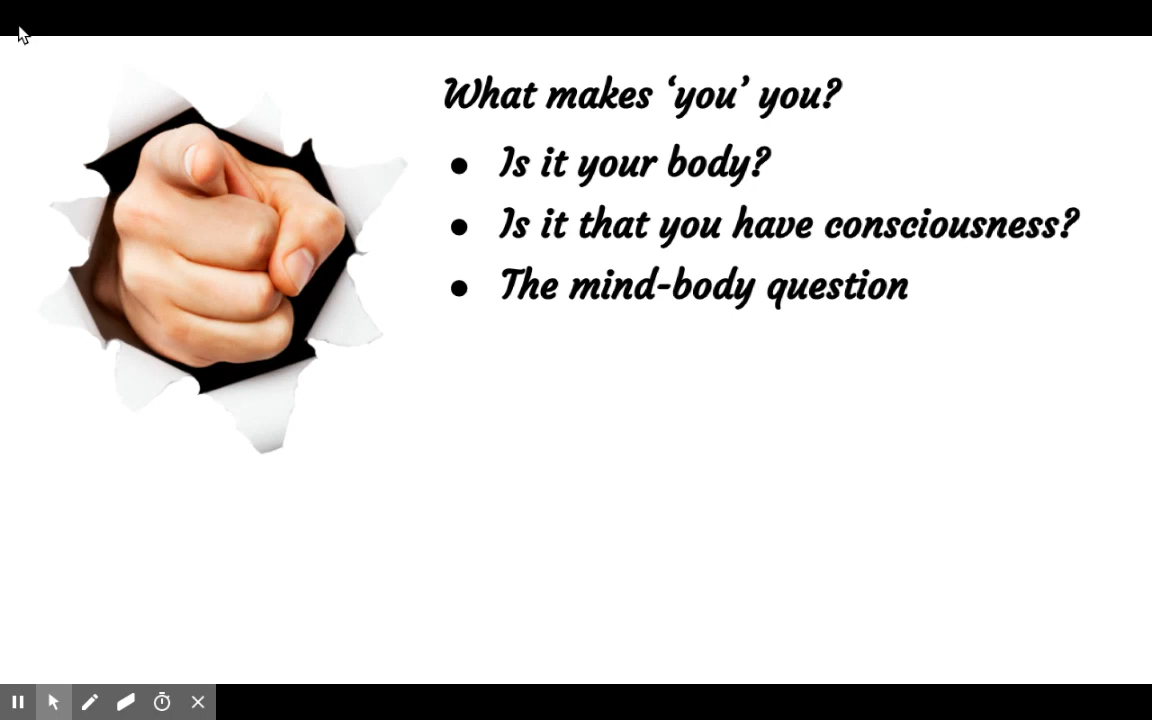 What makes ‘you’ you?
● Is it your body?
● Is it that you have consciousness?
● The mind-body question